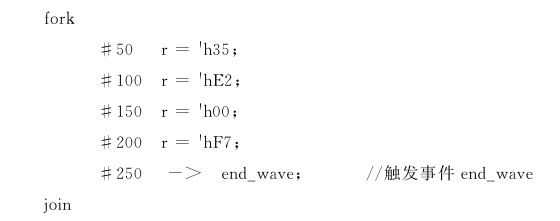 fork
#50 r = 'h35;
#100 r = 'hE2;
#150 r = 'h00;
#200 r = 'hF7;
#250 -> end_wave; //触发事件 end_wave
join